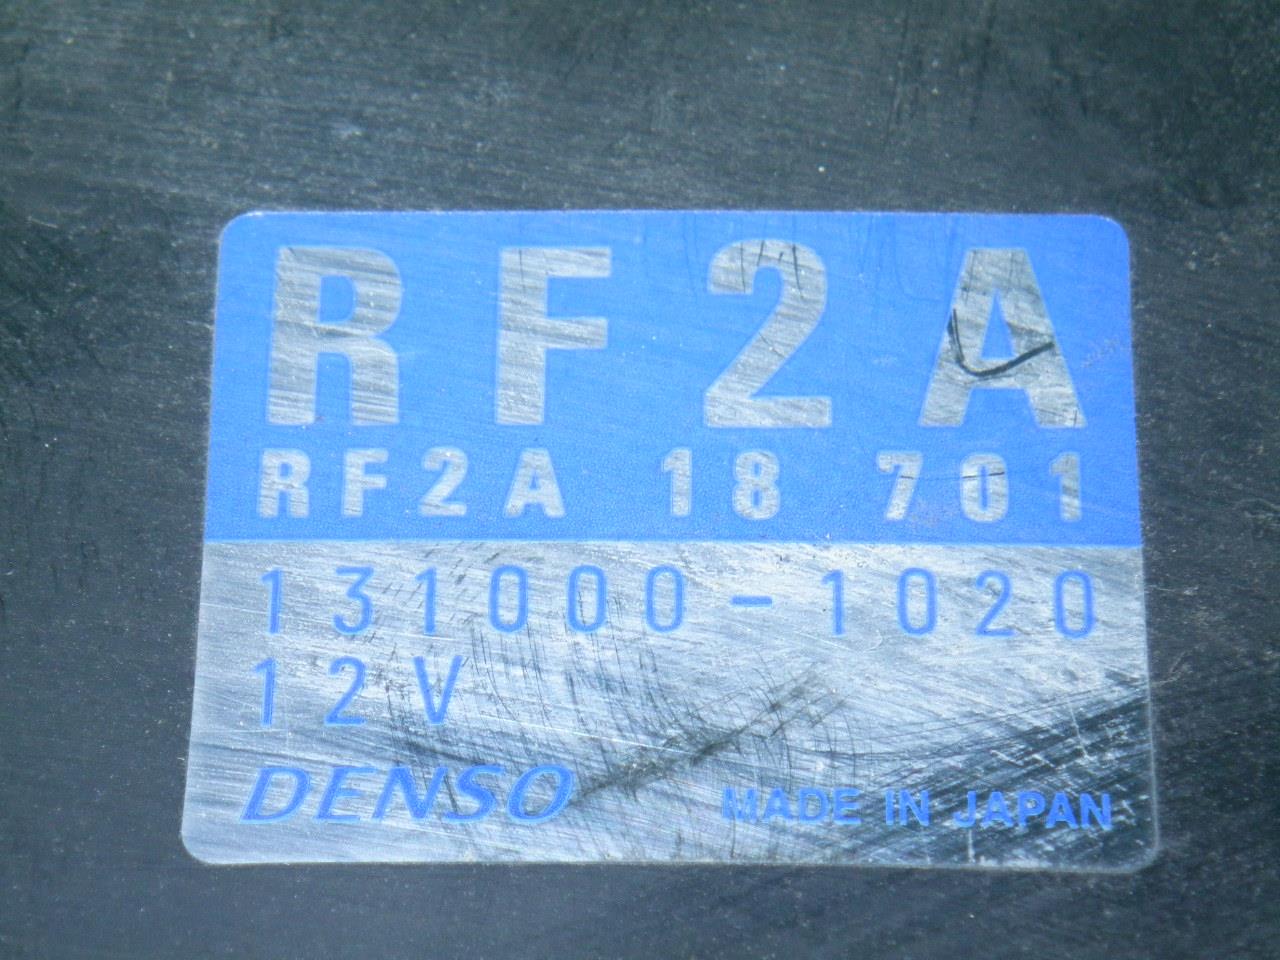 RF2A
RF2A 18 701
131000-1020
12V
DENSO MADE IN JAPAN